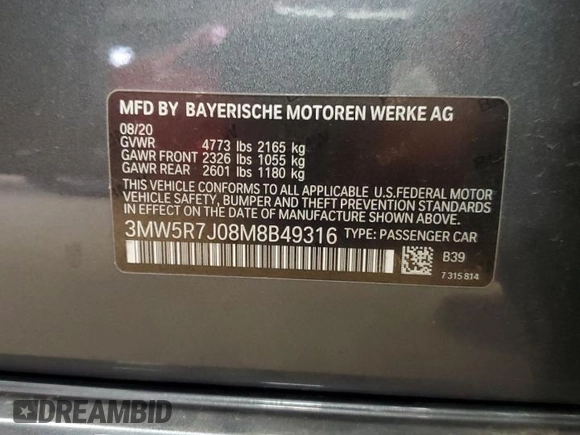 MFD BY BAYERISCHE MOTOREN WERKE AG
08/20
GVWR 4773 lbs 2165 kg
GAWR FRONT 2326 lbs 1055 kg
GAWR REAR 2601 lbs 1180 kg
THIS VEHICLE CONFORMS TO ALL APPLICABLE U.S.FEDERAL MOTOR
VEHICLE SAFETY, BUMPER AND THEFT PREVENTION STANDARDS
IN EFFECT ON THE DATE OF MANUFACTURE SHOWN ABOVE.
3MW5R7J08M8B49316 TYPE: PASSENGER CAR
B39
7 315 814
DREAMBID